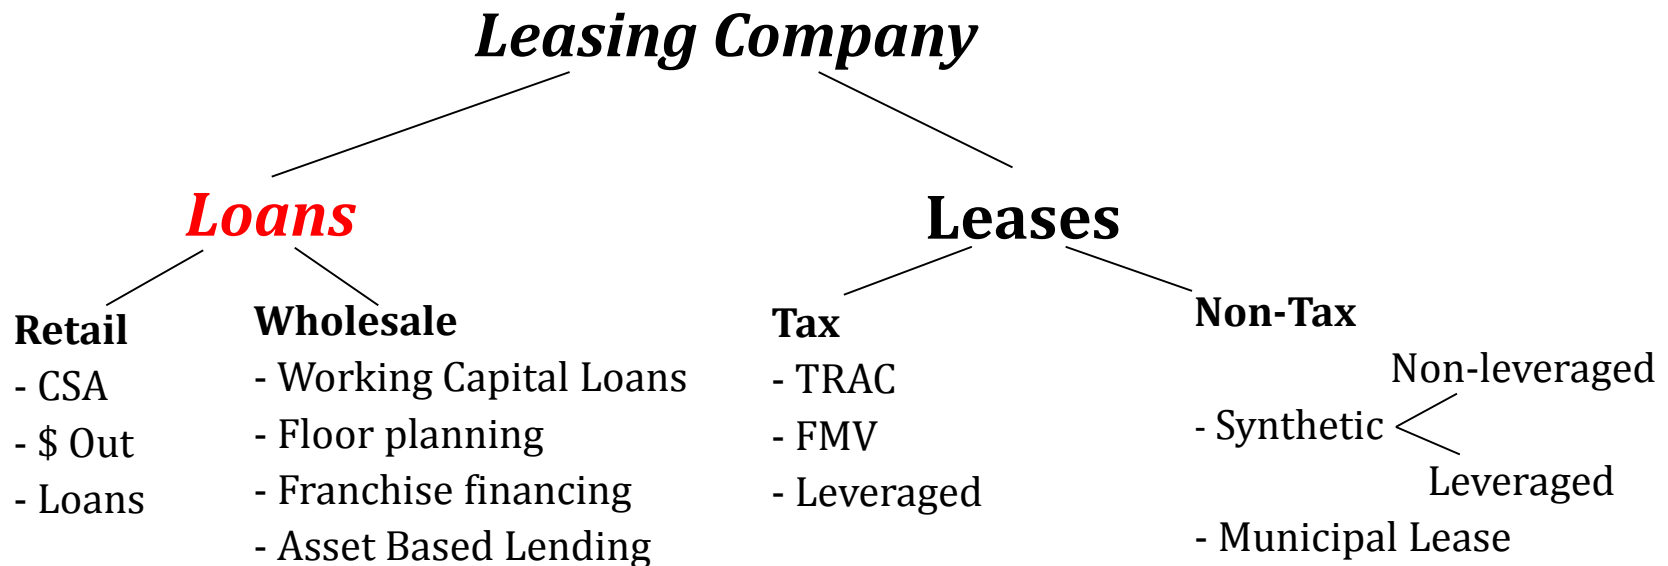 Leasing Company
Loans
Leases
Retail
- CSA
- $ Out
- Loans
Wholesale
- Working Capital Loans
- Floor planning
- Franchise financing
- Asset Based Lending
Tax
- TRAC
- FMV
- Leveraged
Non-Tax
- Synthetic
Non-leveraged
Leveraged
- Municipal Lease